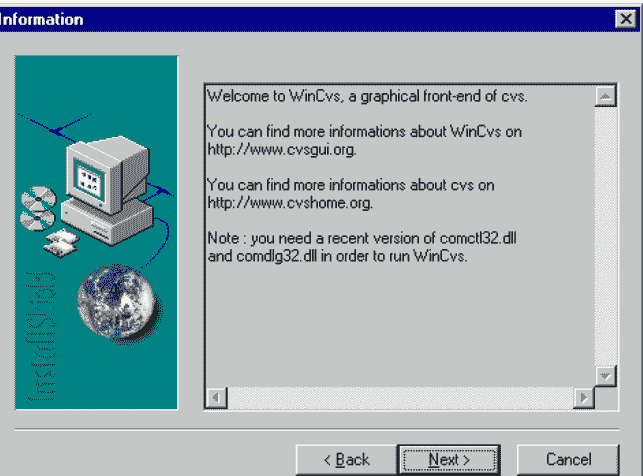 Information
Welcome to WinCvs, a graphical front-end of cvs.
You can find more informations about WinCvs on
http://www.cvsgui.org.
You can find more informations about cvs on
http://www.cvshome.org.
Note : you need a recent version of comctl32.dll
and comdlg32.dll in order to run WinCvs.
InstallShield
< Back
Next >
Cancel